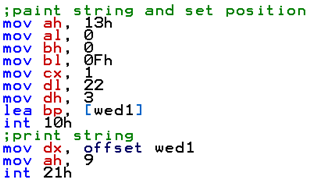 ;paint string and set position
mov ah, 13h
mov al, 0
mov bh, 0
mov bl, 0Fh
mov cx, 1
mov dl, 22
mov dh, 3
lea bp, [wed1]
int 10h
;print string
mov dx, offset wed1
mov ah, 9
int 21h